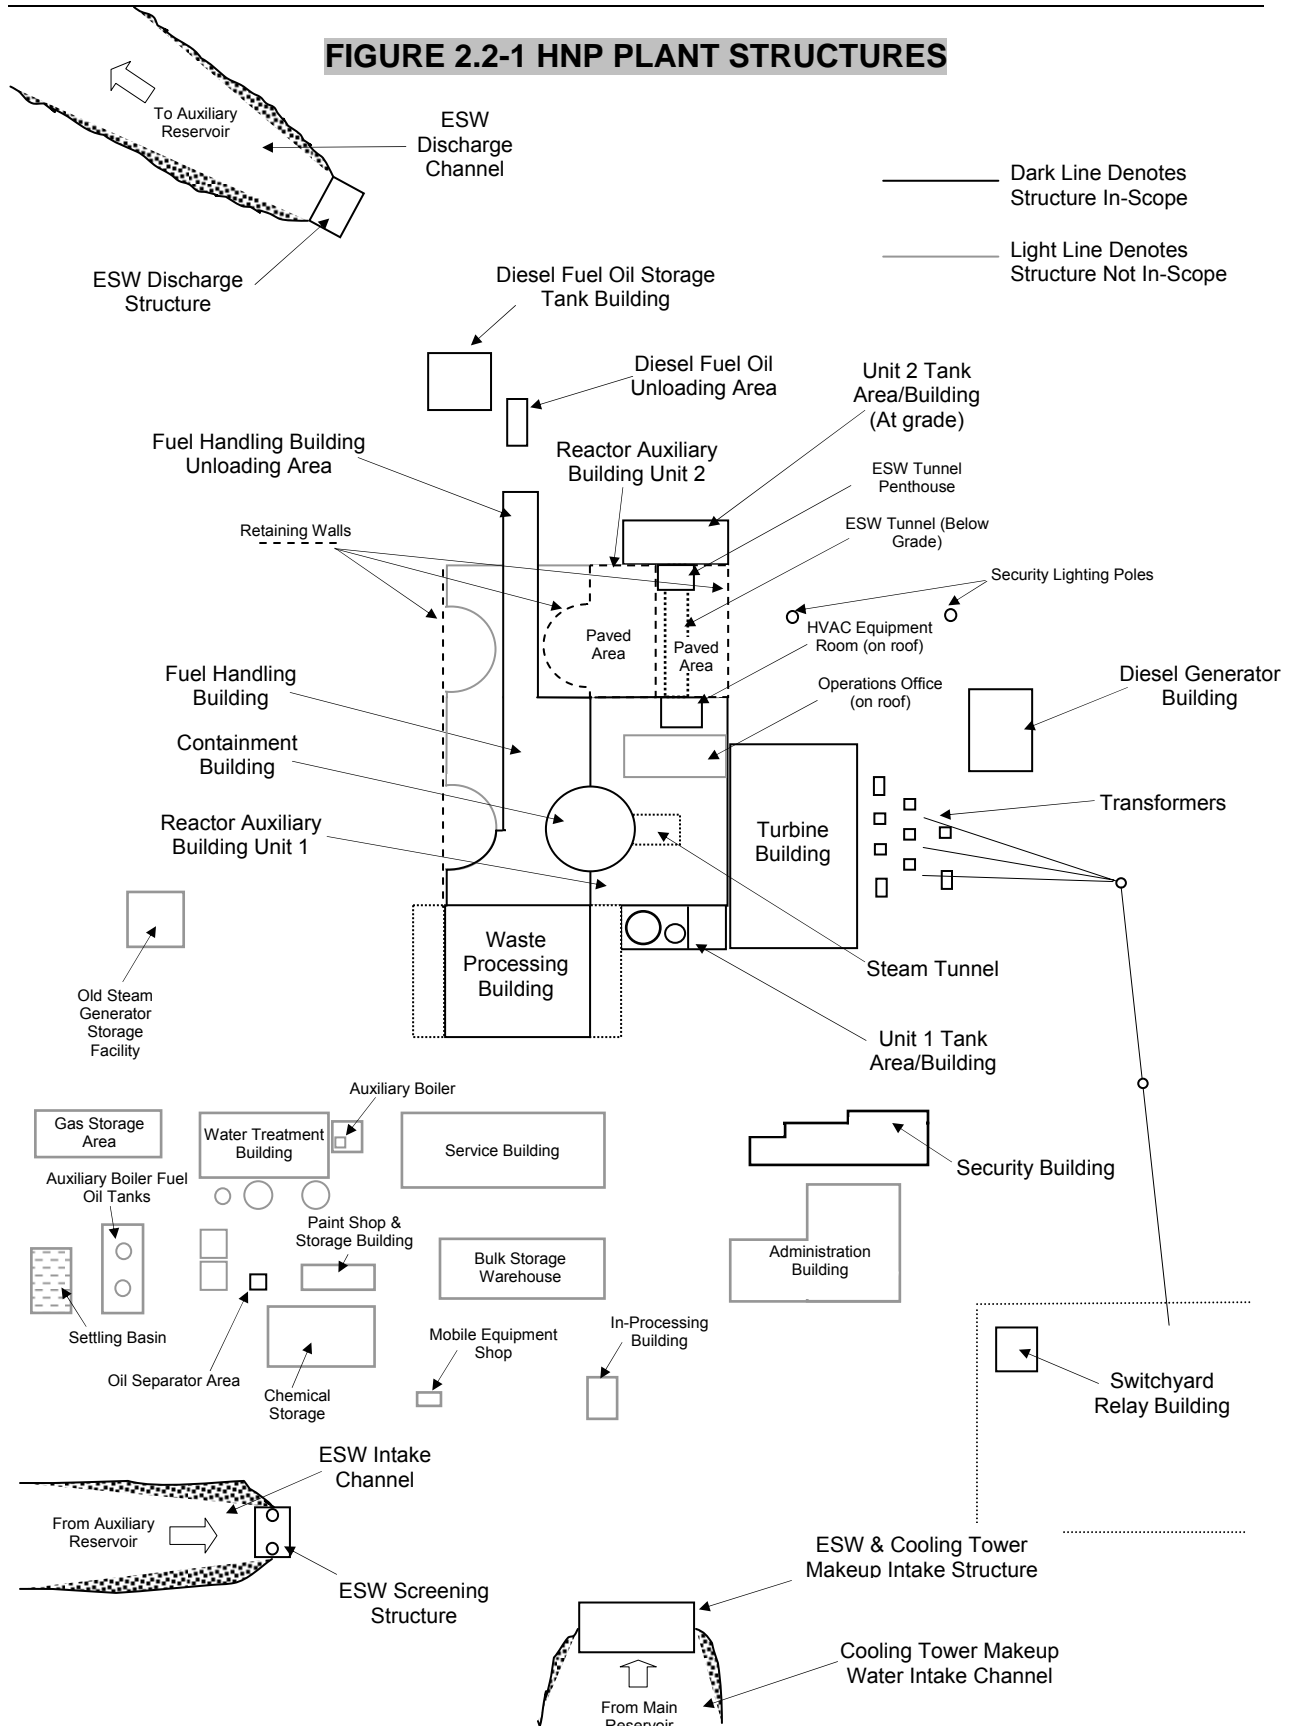 FIGURE 2.2-1 HNP PLANT STRUCTURES
To Auxiliary
Reservoir
ESW
Discharge
Channel
Dark Line Denotes
Structure In-Scope
Light Line Denotes
Structure Not In-Scope
ESW Discharge
Structure
Diesel Fuel Oil Storage
Tank Building
Diesel Fuel Oil
Unloading Area
Unit 2 Tank
Area/Building
(At grade)
Fuel Handling Building
Unloading Area
Reactor Auxiliary
Building Unit 2
ESW Tunnel
Penthouse
Retaining Walls
ESW Tunnel (Below
Grade)
Security Lighting Poles
Paved
Area
Paved
Area
HVAC Equipment
Room (on roof)
Fuel Handling
Building
Operations Office
(on roof)
Diesel Generator
Building
Containment
Building
Transformers
Reactor Auxiliary
Building Unit 1
Turbine
Building
Waste
Processing
Building
Steam Tunnel
Old Steam
Generator
Storage
Facility
Unit 1 Tank
Area/Building
Auxiliary Boiler
Gas Storage
Area
Water Treatment
Building
Service Building
Security Building
Auxiliary Boiler Fuel
Oil Tanks
Paint Shop &
Storage Building
Bulk Storage
Warehouse
Administration
Building
Settling Basin
Oil Separator Area
Chemical
Storage
Mobile Equipment
Shop
In-Processing
Building
Switchyard
Relay Building
ESW Intake
Channel
From Auxiliary
Reservoir
ESW Screening
Structure
ESW & Cooling Tower
Makeup Intake Structure
Cooling Tower Makeup
Water Intake Channel
From Main
Reservoir